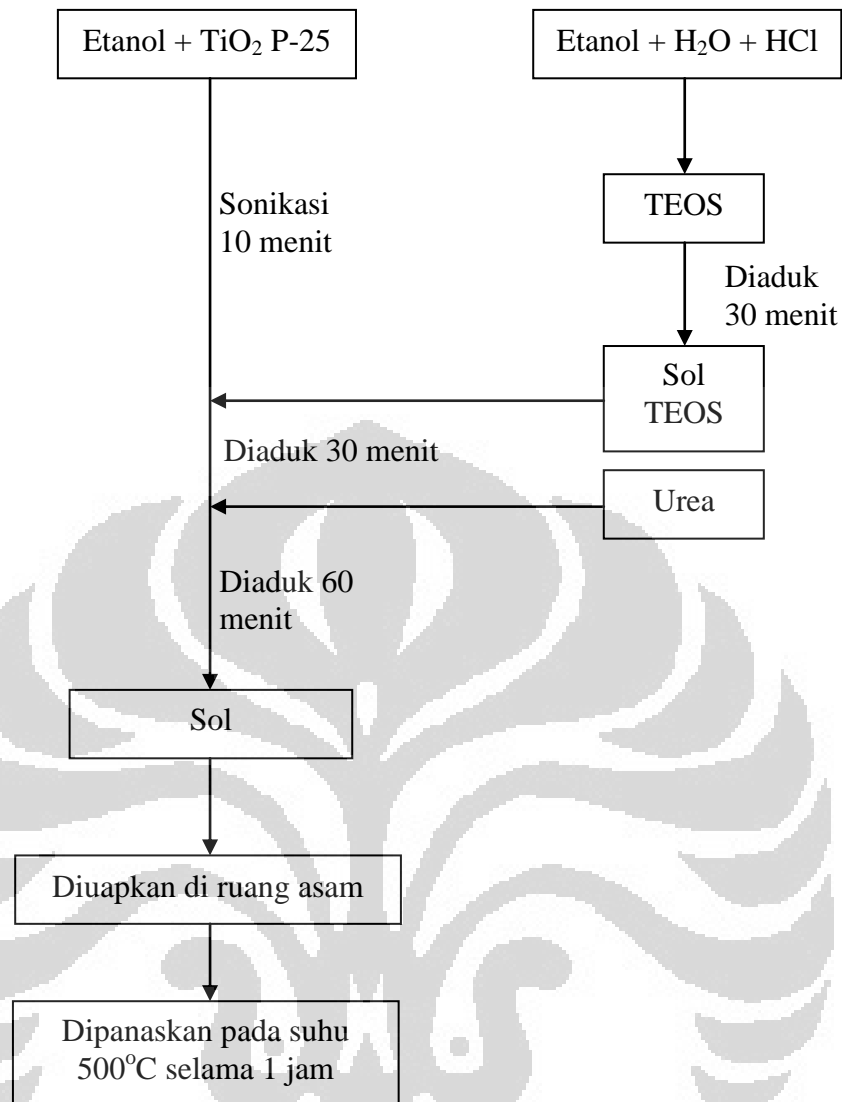 Etanol + TiO₂ P-25
Etanol + H₂O + HCl
Sonikasi
10 menit
TEOS
Diaduk
30 menit
Sol
TEOS
Diaduk 30 menit
Urea
Diaduk 60
menit
Sol
Diuapkan di ruang asam
Dipanaskan pada suhu
500°C selama 1 jam